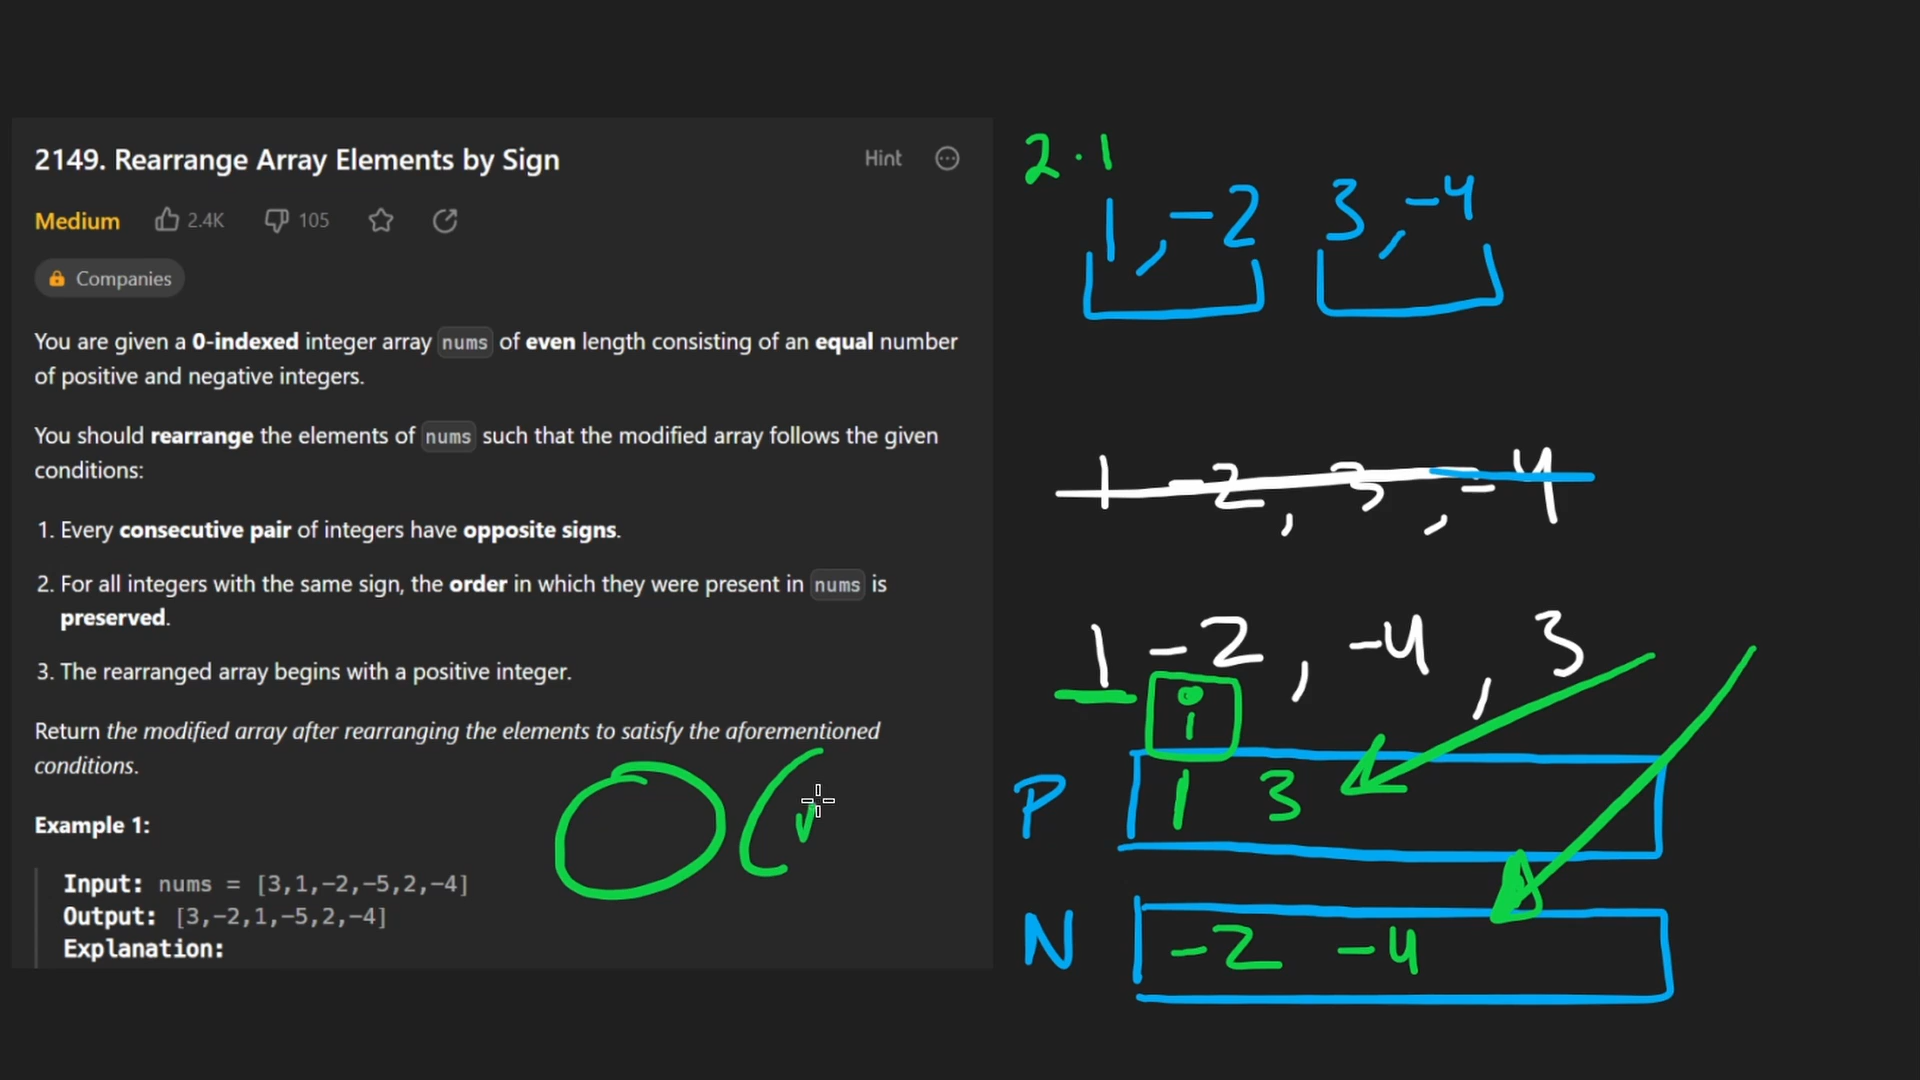 2149. Rearrange Array Elements by Sign
Hint
Medium 2.4K 105
Companies
You are given a 0-indexed integer array nums of even length consisting of an equal number
of positive and negative integers.
You should rearrange the elements of nums such that the modified array follows the given
conditions:
1. Every consecutive pair of integers have opposite signs.
2. For all integers with the same sign, the order in which they were present in nums is
preserved.
3. The rearranged array begins with a positive integer.
Return the modified array after rearranging the elements to satisfy the aforementioned
conditions.
Example 1:
Input: nums = [3,1,-2,-5,2,-4]
Output: [3,-2,1,-5,2,-4]
Explanation:
2 · 1
1, -2 3, -4
1 -2, 3, -4
1 -2, -4, 3
i
P 1 3
N -2 -4